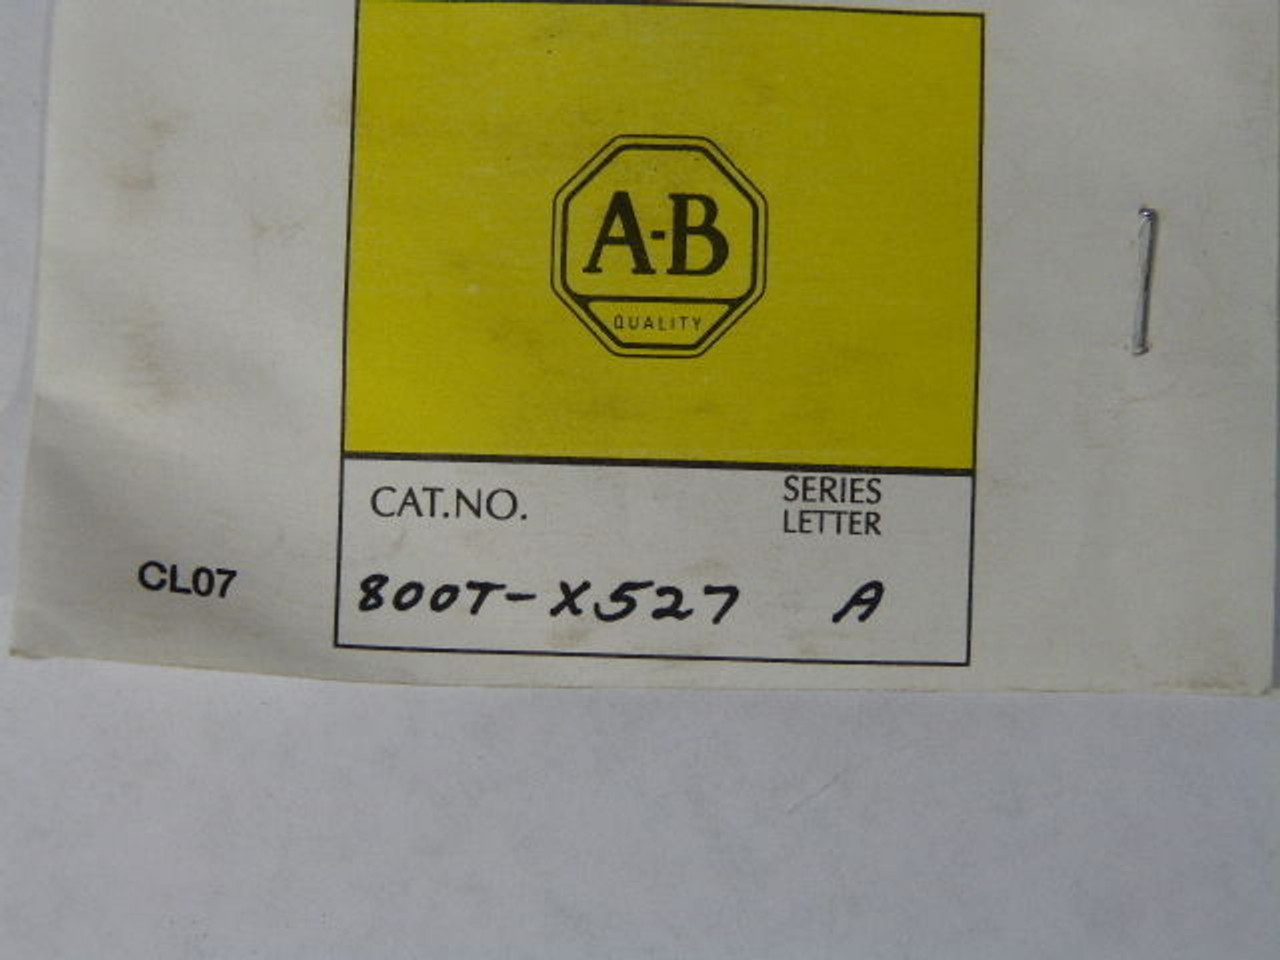 A-B
QUALITY
CAT.NO.
SERIES
LETTER
CL07
800T-X527 A